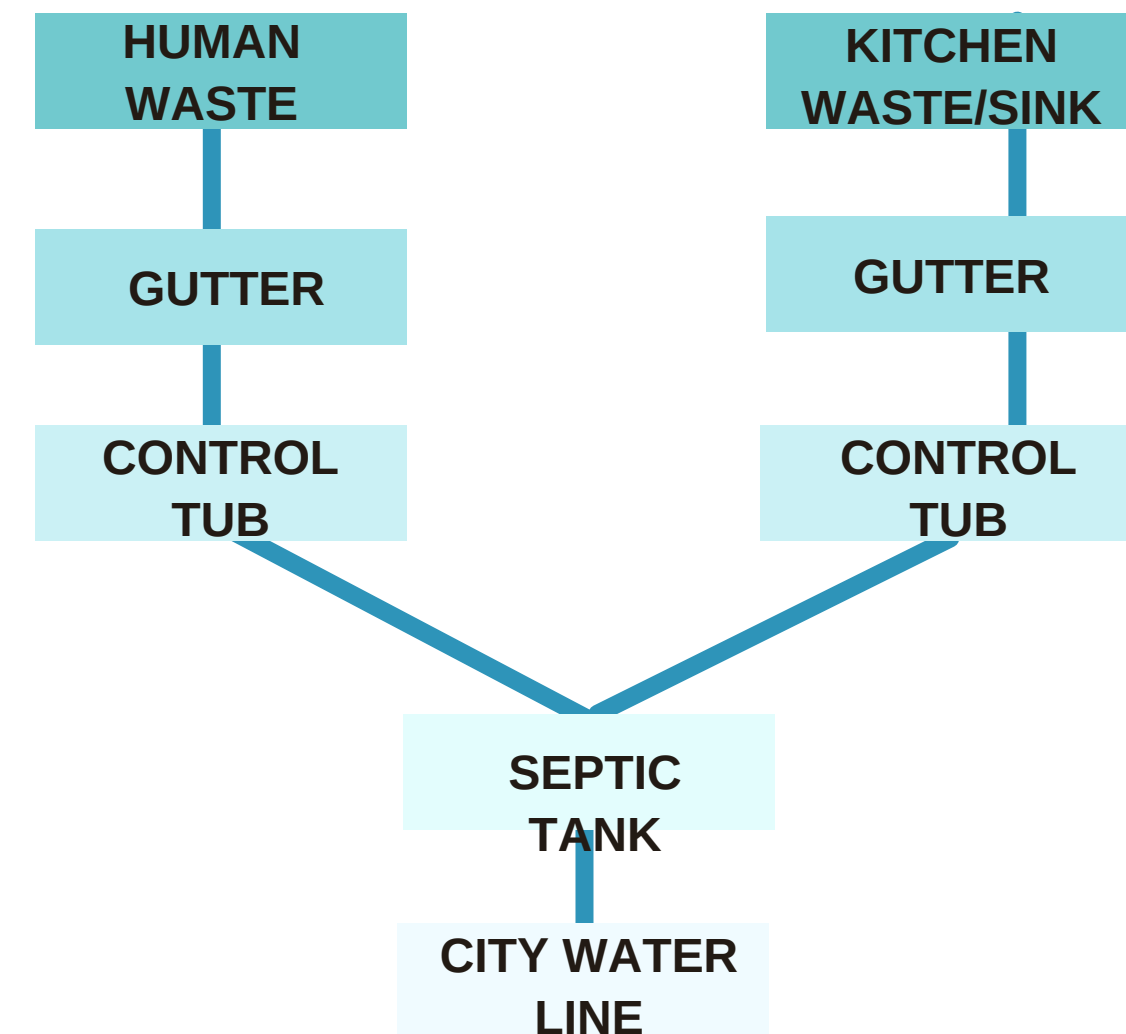 HUMAN
WASTE
KITCHEN
WASTE/SINK
GUTTER
GUTTER
CONTROL
TUB
CONTROL
TUB
SEPTIC
TANK
CITY WATER
LINE